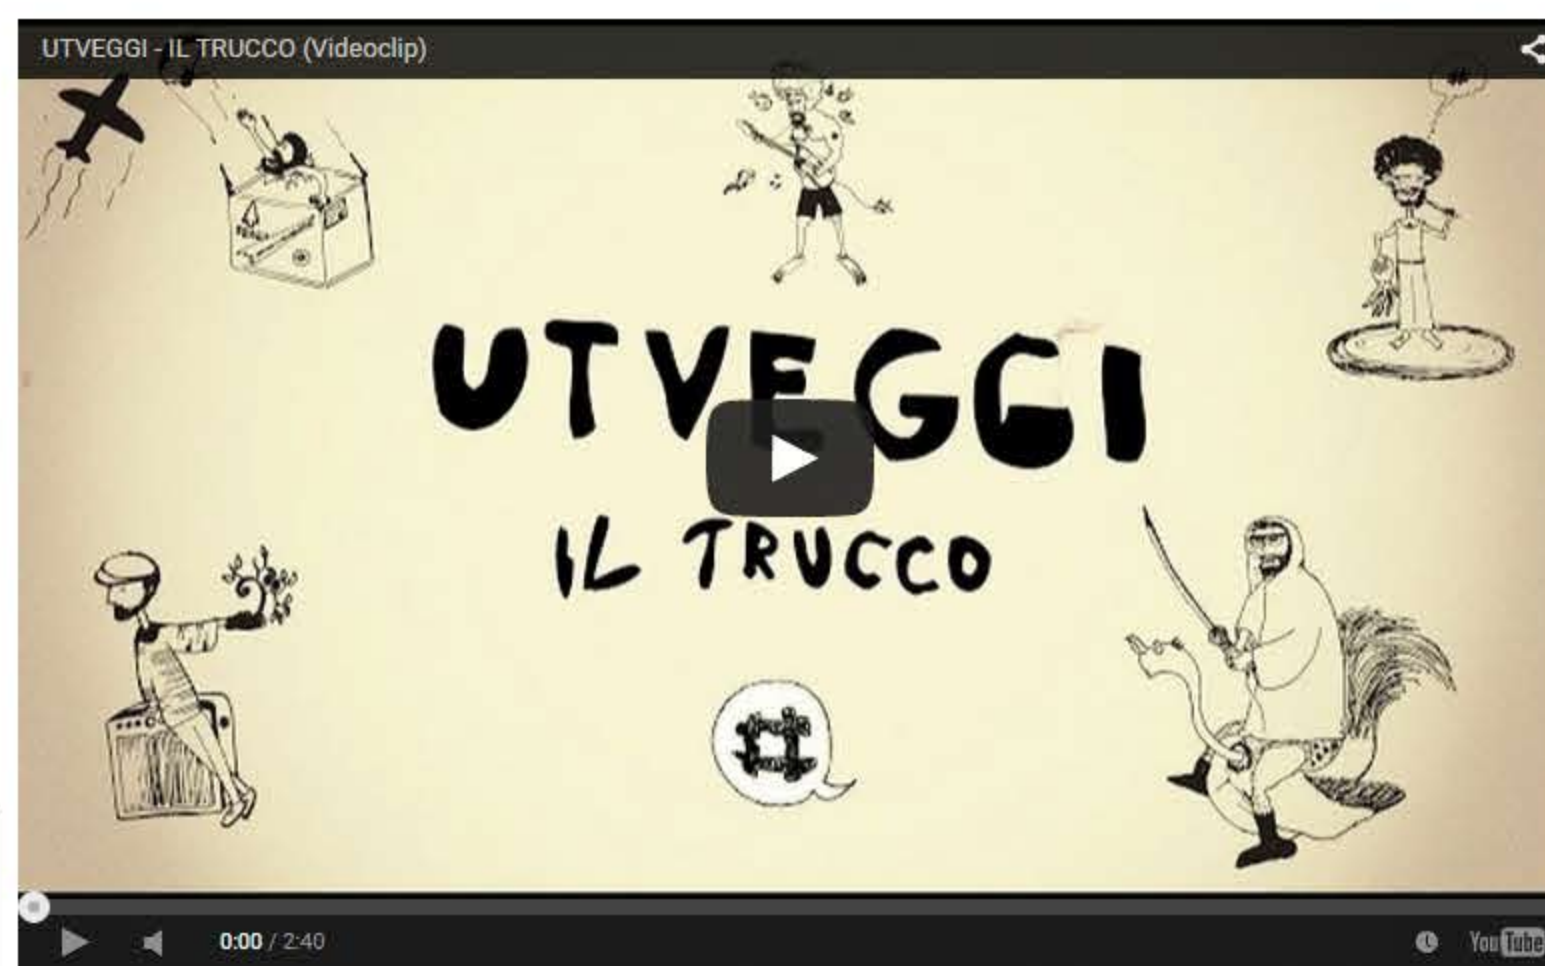 UTVEGGI - IL TRUCCO (Videoclip)
#
UTVEGGI
IL TRUCCO
#
0:00 / 2:40
YouTube